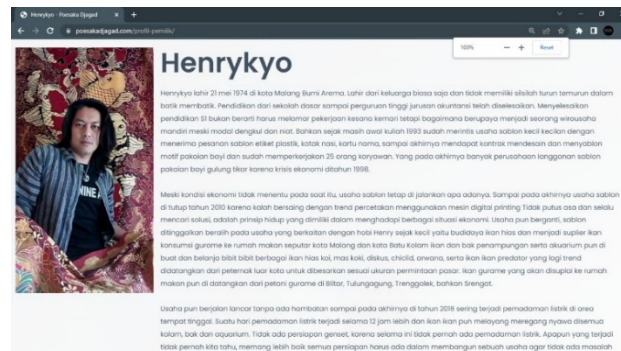 Henrykyo - Poesaka Djagad
poesakadjagad.com/profil-pemilik/
100%
Reset
Henrykyo
Henrykyo lahir 21 mei 1974 di kota Malang Bumi Arema. Lahir dari keluarga biasa saja dan tidak memiliki silsilah turun temurun dalam
batik membatik. Pendidikan dari sekolah dasar sampai perguruan tinggi jurusan akuntansi telah diselesaikan. Menyelesaikan
pendidikan S1 bukan berarti harus melamar pekerjaan kesana kemari tetapi bagaimana berupaya menjadi seorang wirausaha
mandiri meski modal dengkul dan niat. Bahkan sejak masih awal kuliah 1993 sudah merintis usaha sablon kecil kecilan dengan
menerima pesanan sablon etiket plastik, kotak nasi, kartu nama, sampai akhirnya mendapat kontrak mendesain dan menyablon
motif pakaian bayi dan sudah memperkerjakan 25 orang karyawan. Yang pada akhirnya banyak perusahaan langganan sablon
pakaian bayi gulung tikar karena krisis ekonomi ditahun 1998.
Meski kondisi ekonomi tidak menentu pada saat itu, usaha sablon tetap di jalankan apa adanya. Sampai pada akhirnya usaha sablon
di tutup tahun 2010 karena kalah bersaing dengan trend percetakan menggunakan mesin digital printing Tidak putus asa dan selalu
mencari solusi, adalah prinsip hidup yang dimiliki dalam menghadapi berbagai situasi ekonomi. Usaha pun berganti, sablon
ditinggalkan beralih pada usaha yang berkaitan dengan hobi Henry sejak kecil yaitu budidaya ikan hias dan menjadi suplier ikan
konsumsi gurame ke rumah makan seputar kota Malang dan kota Batu Kolam ikan dan bak penampungan serta akuarium pun di
buat dan belanjo bibit bibit berbagai ikan hias koi, mas koki, diskus, chiclid, arwana, serta ikan ikan predator yang lagi trend
didatangkan dari peternak luar kota untuk dibesarkan sesuai ukuran permintaan pasar. Ikan gurame yang akan disuplai ke rumah
makan pun di datangkan dari petani gurame di Blitar, Tulungagung, Trenggalek, bahkan Srengat.
Usaha pun berjalan lancar tanpa ada hambatan sampai pada akhirnya di tahun 2018 sering terjadi pemadaman listrik di area
tempat tinggal. Suatu hari pemadaman listrik terjadi selama 12 jam lebih dan ikan ikan pun melayang meregang nyawa disemua
kolam, bak dan aquarium. Tidak ada persiapan genset, karena selama ini tidak pernah ada pemadaman listrik. Apapun yang terjadi
tidak pernah kita tahu, memang lebih baik semua persiapan harus ada dalam membangun sebuah usaha agar tidak ada masalah